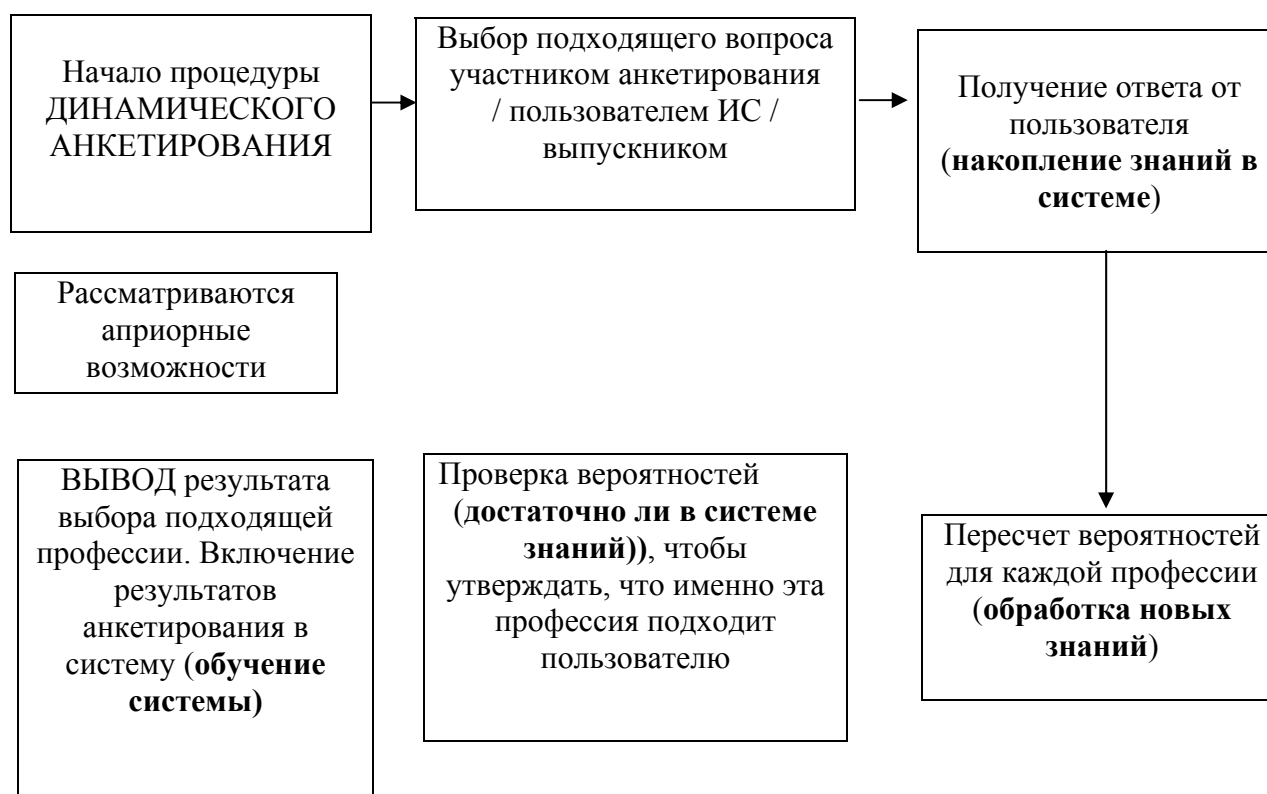 Начало процедуры
ДИНАМИЧЕСКОГО
АНКЕТИРОВАНИЯ
Выбор подходящего вопроса
участником анкетирования
/ пользователем ИС /
выпускником
Получение ответа от
пользователя
(накопление знаний в
системе)
Рассматриваются
априорные
возможности
ВЫВОД результата
выбора подходящей
профессии. Включение
результатов
анкетирования в
систему (обучение
системы)
Проверка вероятностей
(достаточно ли в системе
знаний)), чтобы
утверждать, что именно эта
профессия подходит
пользователю
Пересчет вероятностей
для каждой профессии
(обработка новых
знаний)